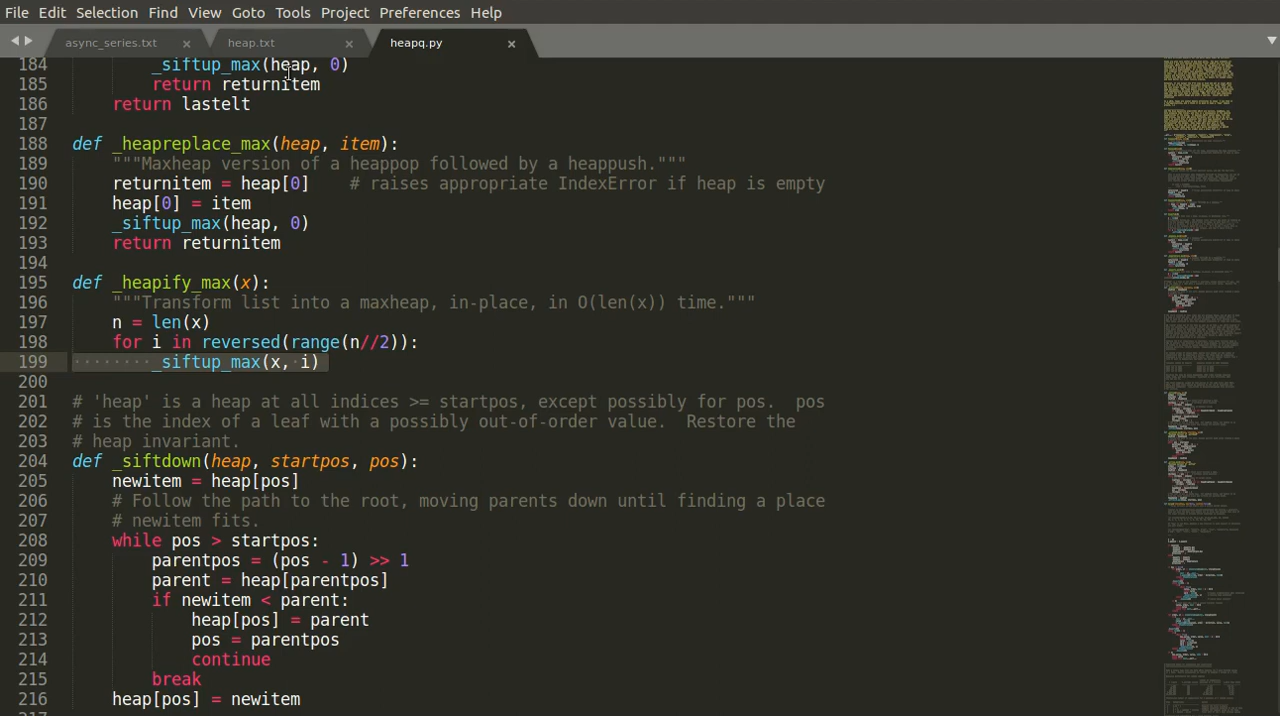 File Edit Selection Find View Goto Tools Project Preferences Help
async_series.txt × heap.txt × heapq.py ×
184 _siftup_max(heap, 0)
185 return returnitem
186 return lastelt
187
188 def _heapreplace_max(heap, item):
189 """Maxheap version of a heappop followed by a heappush."""
190 returnitem = heap[0] # raises appropriate IndexError if heap is empty
191 heap[0] = item
192 _siftup_max(heap, 0)
193 return returnitem
194
195 def _heapify_max(x):
196 """Transform list into a maxheap, in-place, in O(len(x)) time."""
197 n = len(x)
198 for i in reversed(range(n//2)):
199 _siftup_max(x, i)
200
201 # 'heap' is a heap at all indices >= startpos, except possibly for pos. pos
202 # is the index of a leaf with a possibly out-of-order value. Restore the
203 # heap invariant.
204 def _siftdown(heap, startpos, pos):
205 newitem = heap[pos]
206 # Follow the path to the root, moving parents down until finding a place
207 # newitem fits.
208 while pos > startpos:
209 parentpos = (pos - 1) >> 1
210 parent = heap[parentpos]
211 if newitem < parent:
212 heap[pos] = parent
213 pos = parentpos
214 continue
215 break
216 heap[pos] = newitem